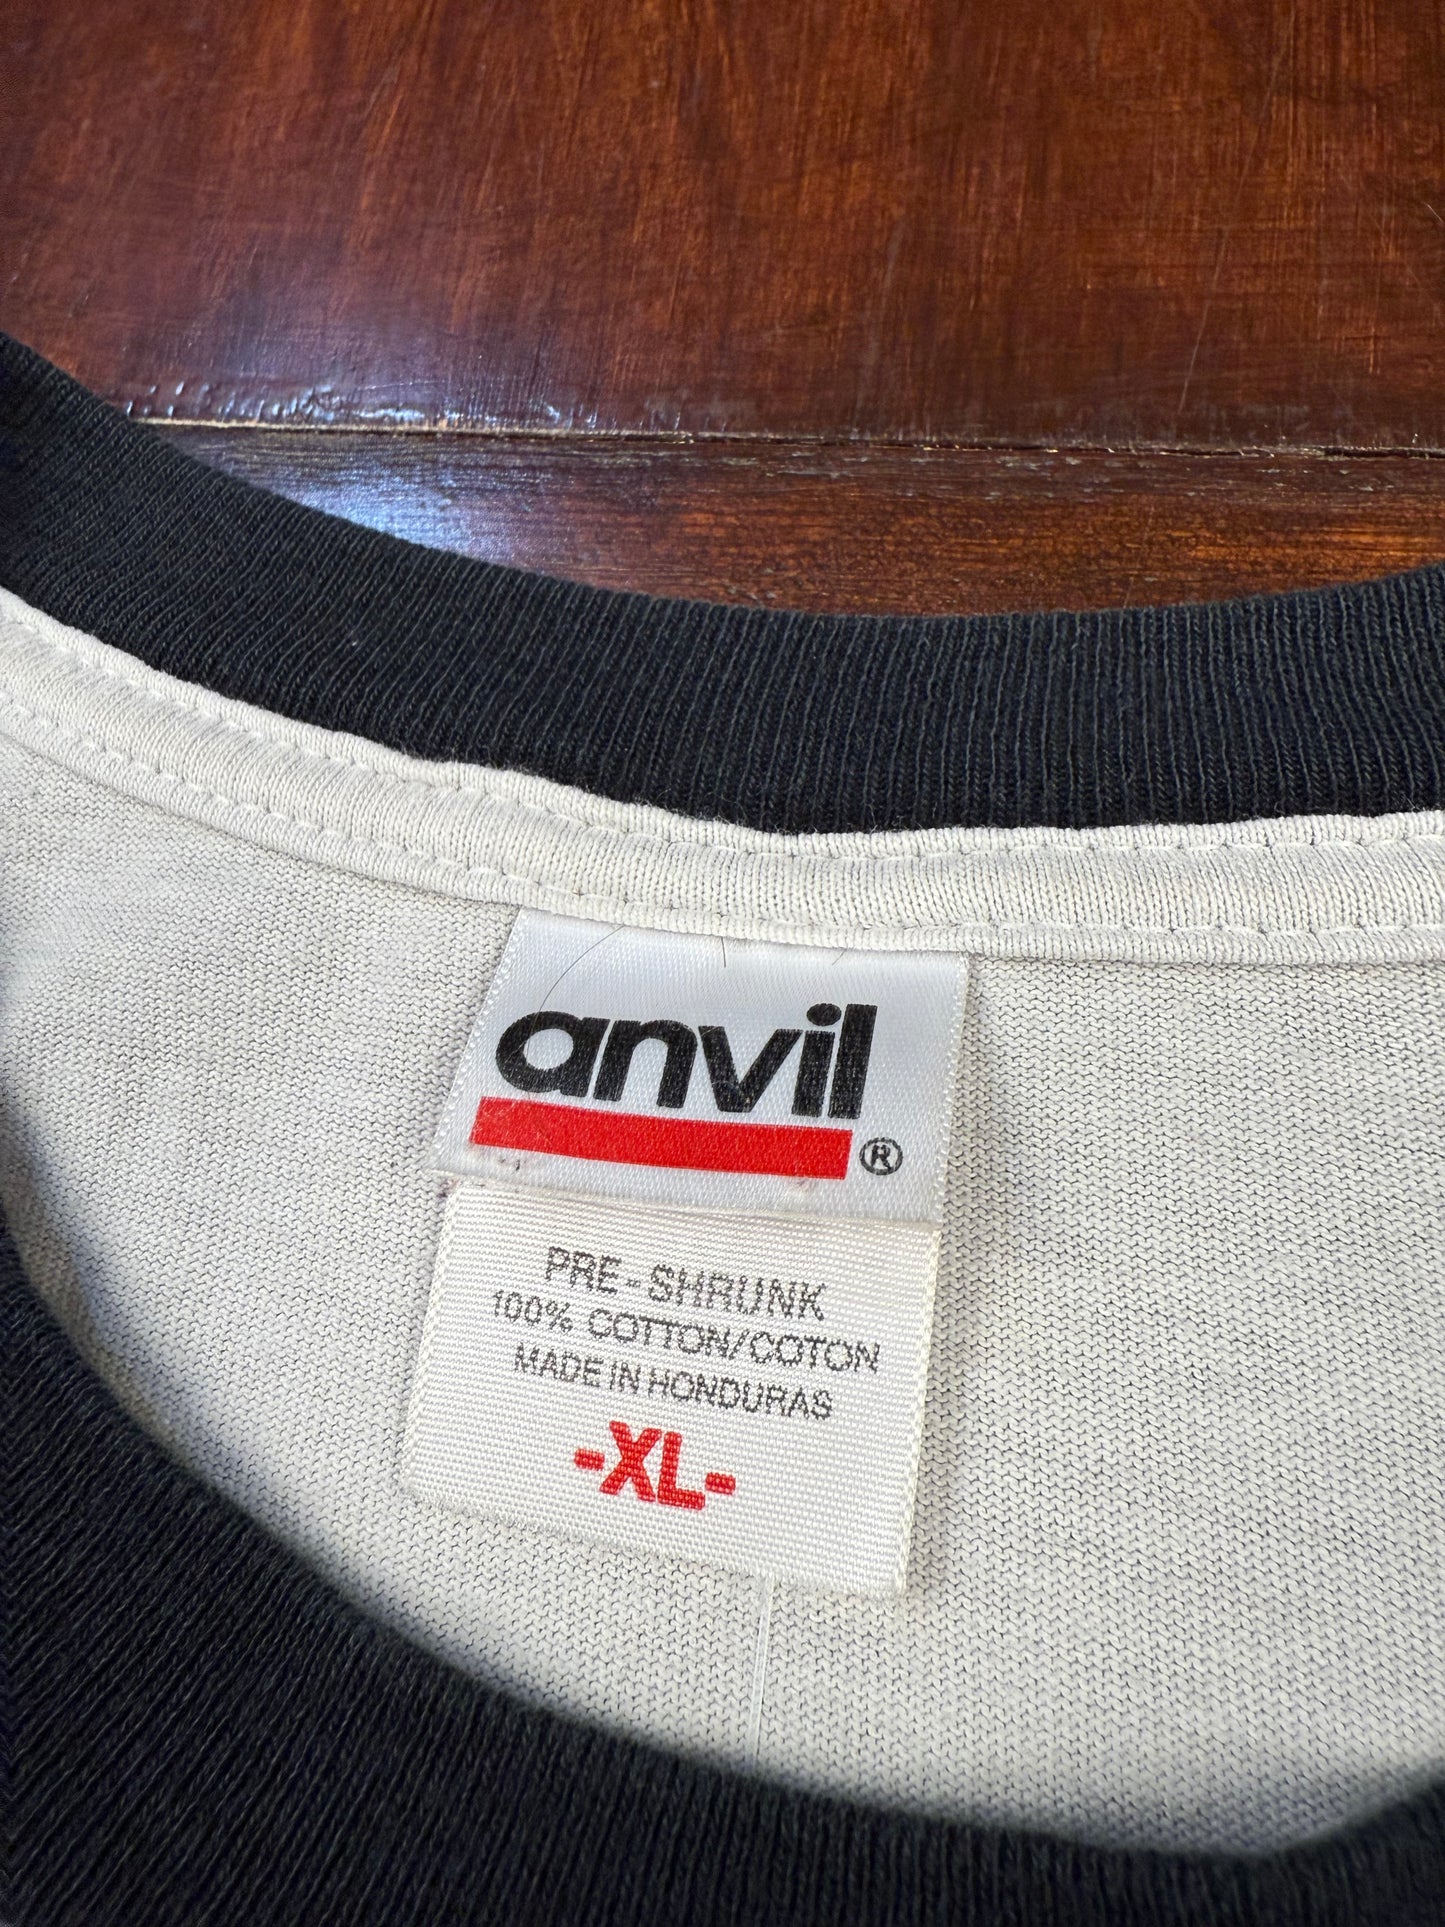 anvil
®
PRE-SHRUNK
100% COTTON/COTON
MADE IN HONDURAS
-XL-